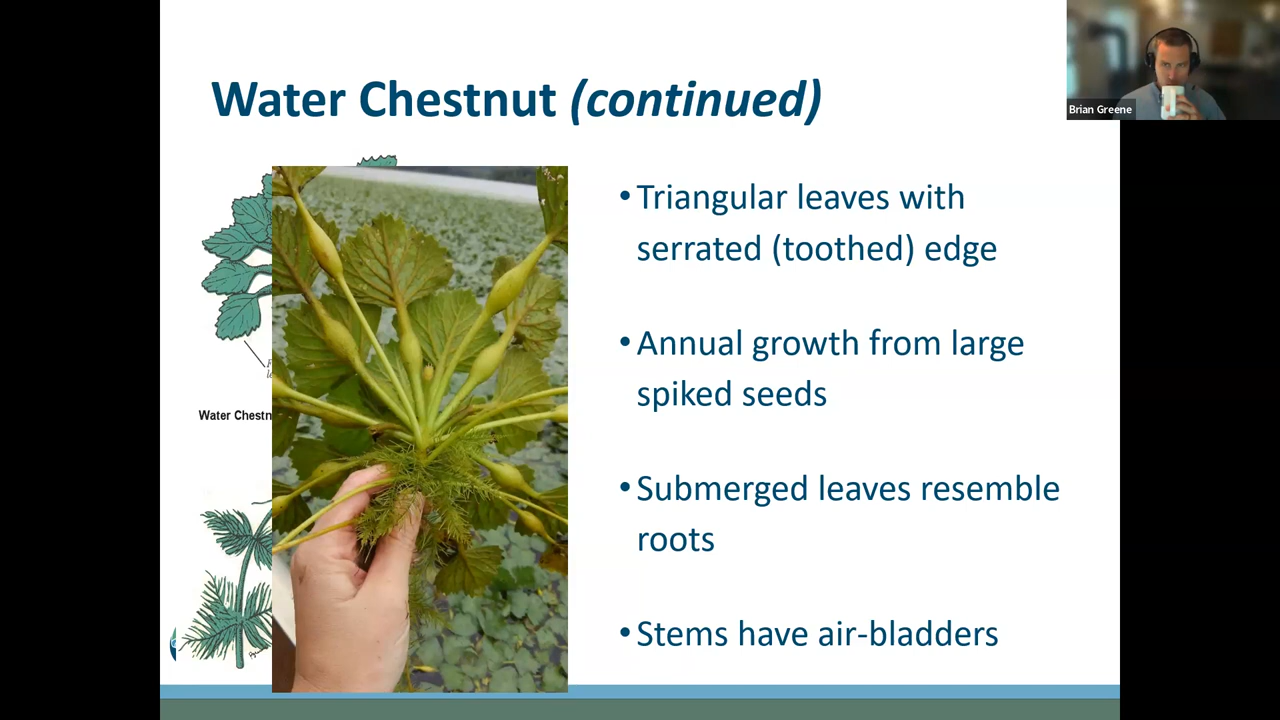 Water Chestnut (continued)
Brian Greene
•Triangular leaves with
serrated (toothed) edge
•Annual growth from large
spiked seeds
•Submerged leaves resemble
roots
•Stems have air-bladders
Water Chestn